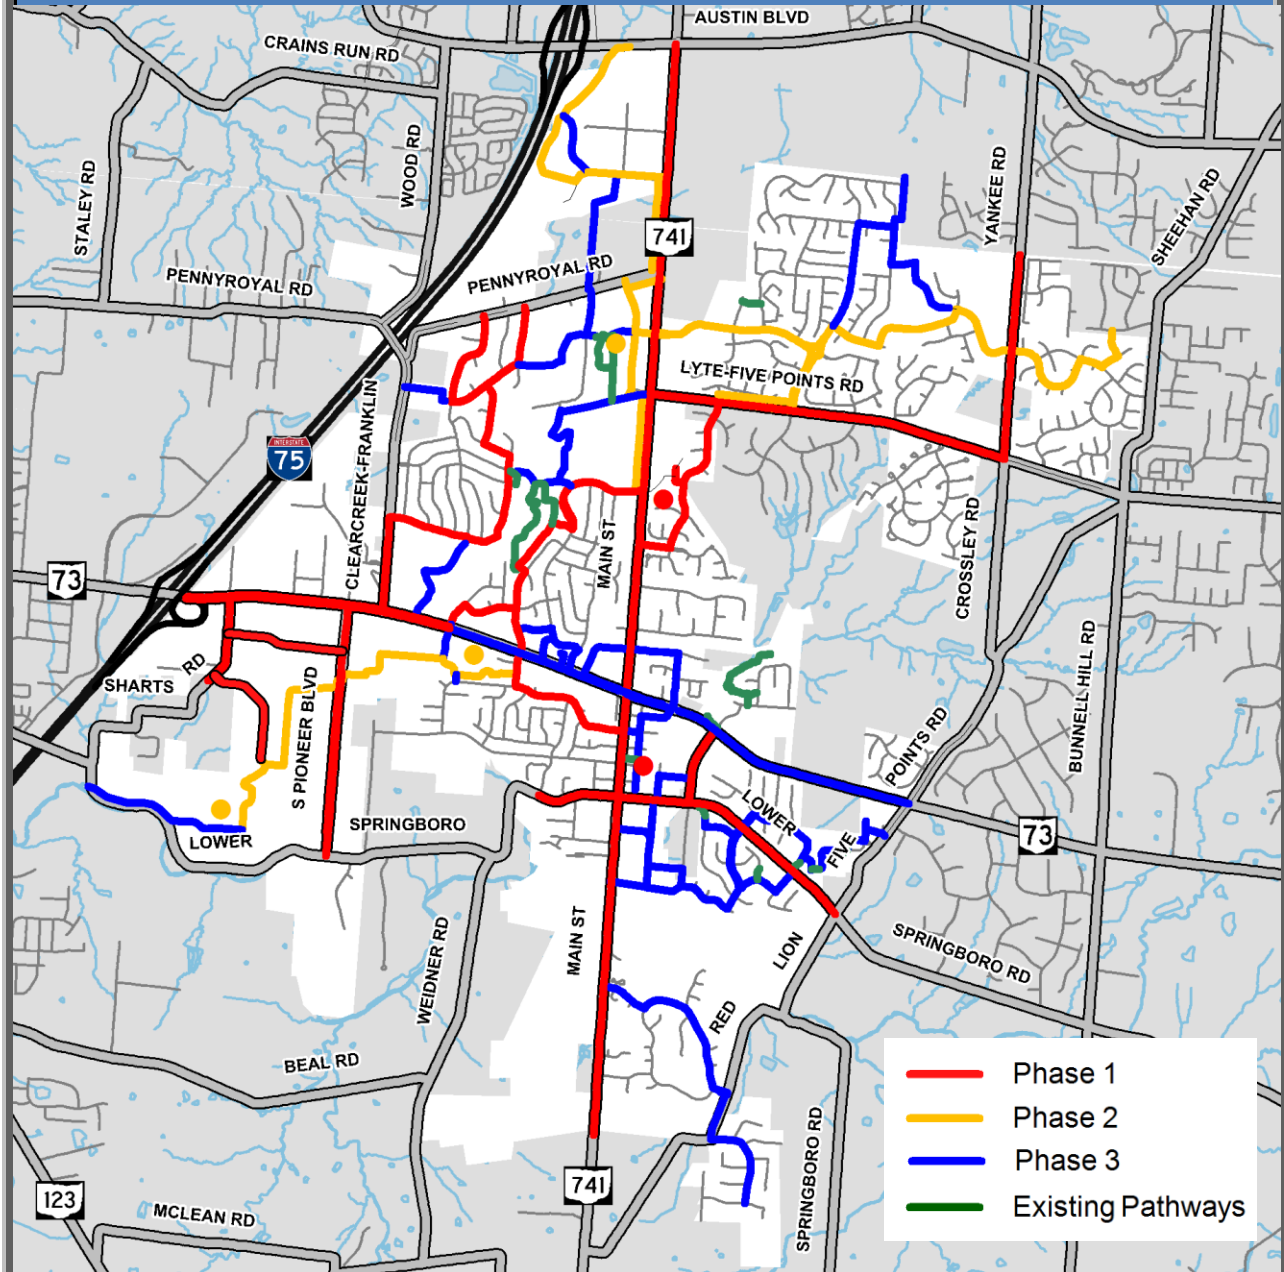 AUSTIN BLVD
CRAINS RUN RD
WOOD RD
STALEY RD
YANKEE RD
SHEEHAN RD
741
PENNYROYAL RD
PENNYROYAL RD
LYTE-FIVE POINTS RD
CLEARCREEK-FRANKLIN
INTERSTATE
75
MAIN ST
CROSSLEY RD
73
BUNNELL HILL RD
SHARTS RD
S PIONEER BLVD
POINTS RD
LOWER
SPRINGBORO
LOWER
FIVE
73
MAIN ST
WEIDNER RD
LION
SPRINGBORO RD
RED
BEAL RD
Phase 1
Phase 2
Phase 3
Existing Pathways
SPRINGBORO RD
741
123
MCLEAN RD